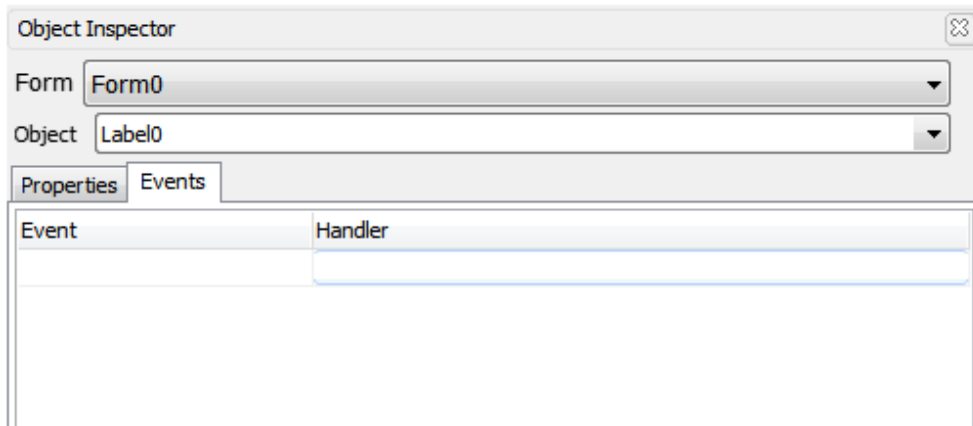 Object Inspector
Form Form0
Object Label0
Properties Events
Event Handler